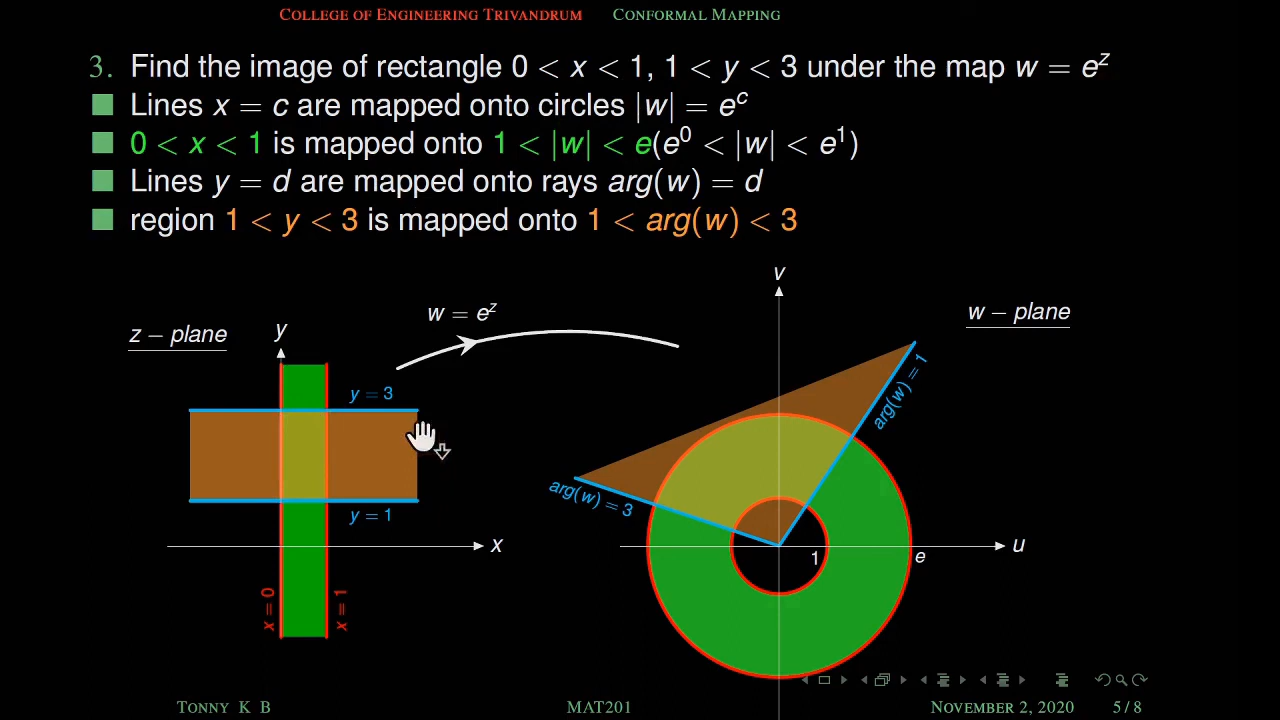 COLLEGE OF ENGINEERING TRIVANDRUM CONFORMAL MAPPING
3. Find the image of rectangle 0 < x < 1, 1 < y < 3 under the map w = e^z
Lines x = c are mapped onto circles |w| = e^c
0 < x < 1 is mapped onto 1 < |w| < e(e^0 < |w| < e^1)
Lines y = d are mapped onto rays arg(w) = d
region 1 < y < 3 is mapped onto 1 < arg(w) < 3
z − plane
y
w = e^z
v
w − plane
y = 3
y = 1
x
x = 0
x = 1
arg(w) = 1
arg(w) = 3
1
e
u
TONNY K B MAT201 NOVEMBER 2, 2020 5 / 8